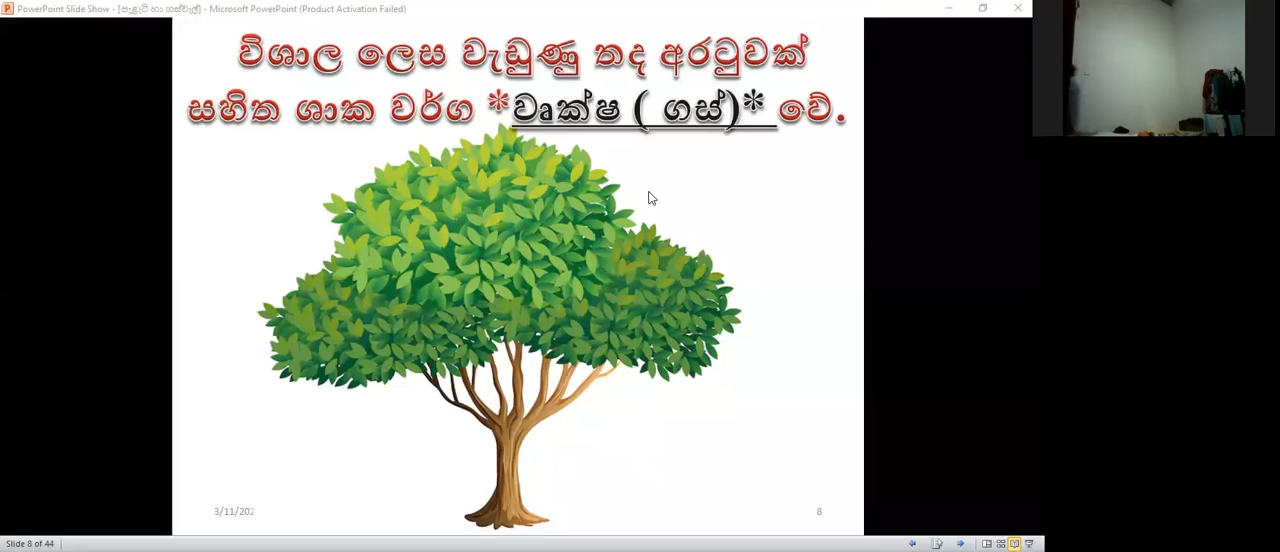 PowerPoint Slide Show - [පැළෑටි හා ගස්වැල්] - Microsoft PowerPoint (Product Activation Failed)
විශාල ලෙස වැඩුණු තද අරටුවක්
සහිත ශාක වර්ග *වෘක්ෂ ( ගස්)* වේ.
3/11/202
8
Slide 8 of 44